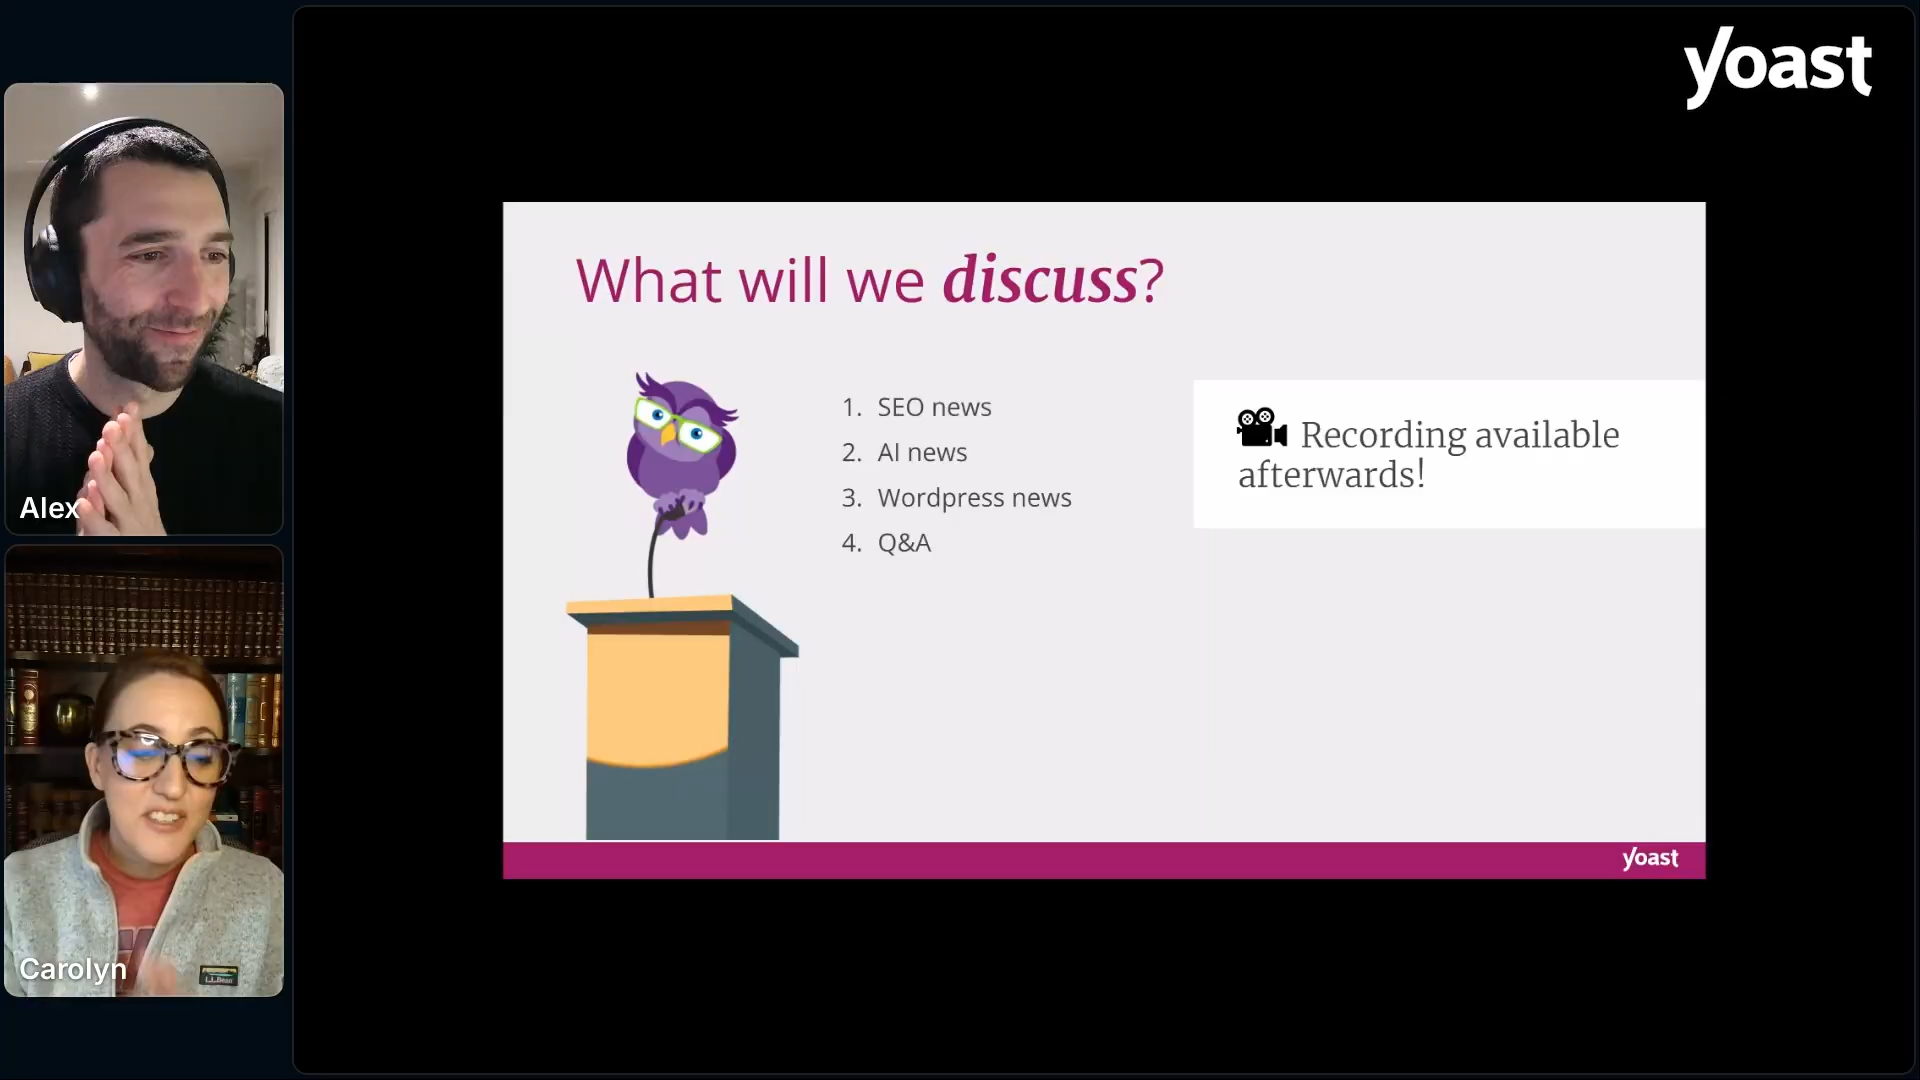 yoast
Alex
Carolyn
L.L.Bean
What will we discuss?
1. SEO news
2. AI news
3. Wordpress news
4. Q&A
Recording available
afterwards!
yoast